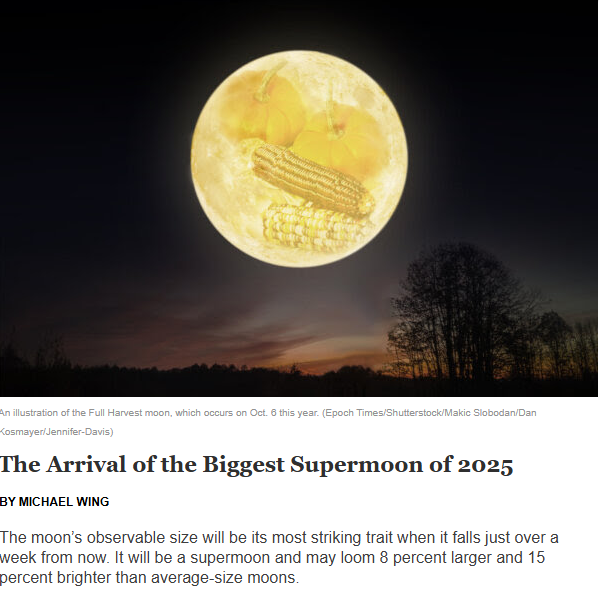 An illustration of the Full Harvest moon, which occurs on Oct. 6 this year. (Epoch Times/Shutterstock/Makic Slobodan/Dan
Kosmayer/Jennifer-Davis)
The Arrival of the Biggest Supermoon of 2025
BY MICHAEL WING
The moon’s observable size will be its most striking trait when it falls just over a
week from now. It will be a supermoon and may loom 8 percent larger and 15
percent brighter than average-size moons.